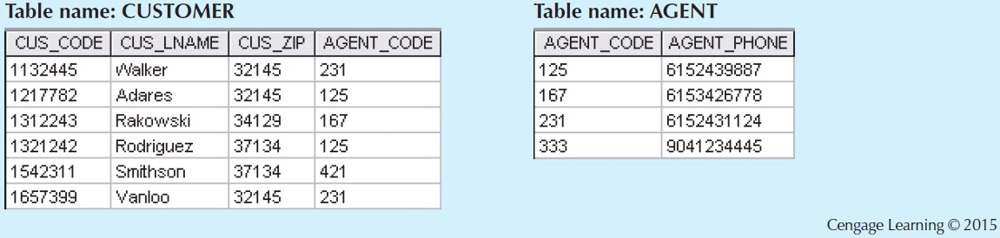 Table name: CUSTOMER
CUS_CODE CUS_LNAME CUS_ZIP AGENT_CODE
1132445 Walker 32145 231
1217782 Adares 32145 125
1312243 Rakowski 34129 167
1321242 Rodriguez 37134 125
1542311 Smithson 37134 421
1657399 Vanloo 32145 231
Table name: AGENT
AGENT_CODE AGENT_PHONE
125 6152439887
167 6153426778
231 6152431124
333 9041234445
Cengage Learning © 2015